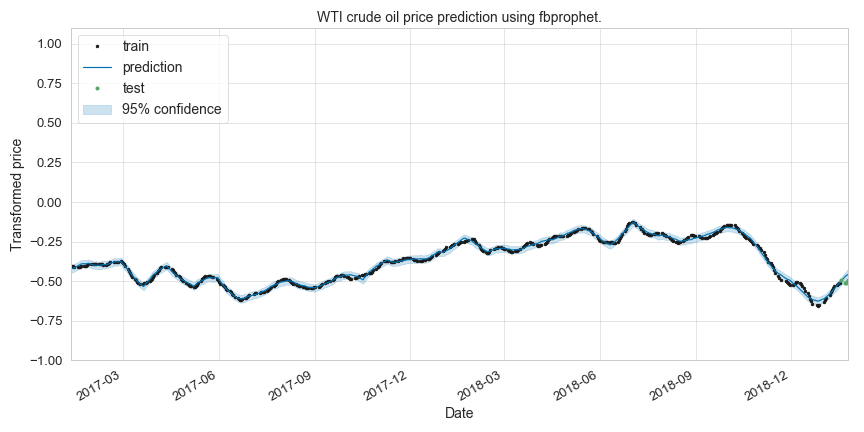 WTI crude oil price prediction using fbprophet.
train
prediction
test
95% confidence
1.00
0.75
0.50
0.25
0.00
−0.25
−0.50
−0.75
−1.00
Transformed price
2017-03
2017-06
2017-09
2017-12
2018-03
2018-06
2018-09
2018-12
Date